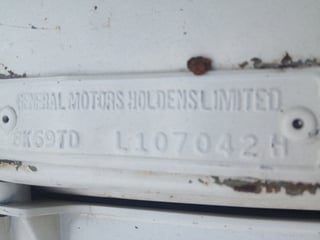 GENERAL MOTORS HOLDENS LIMITED
8K69TD L107042H